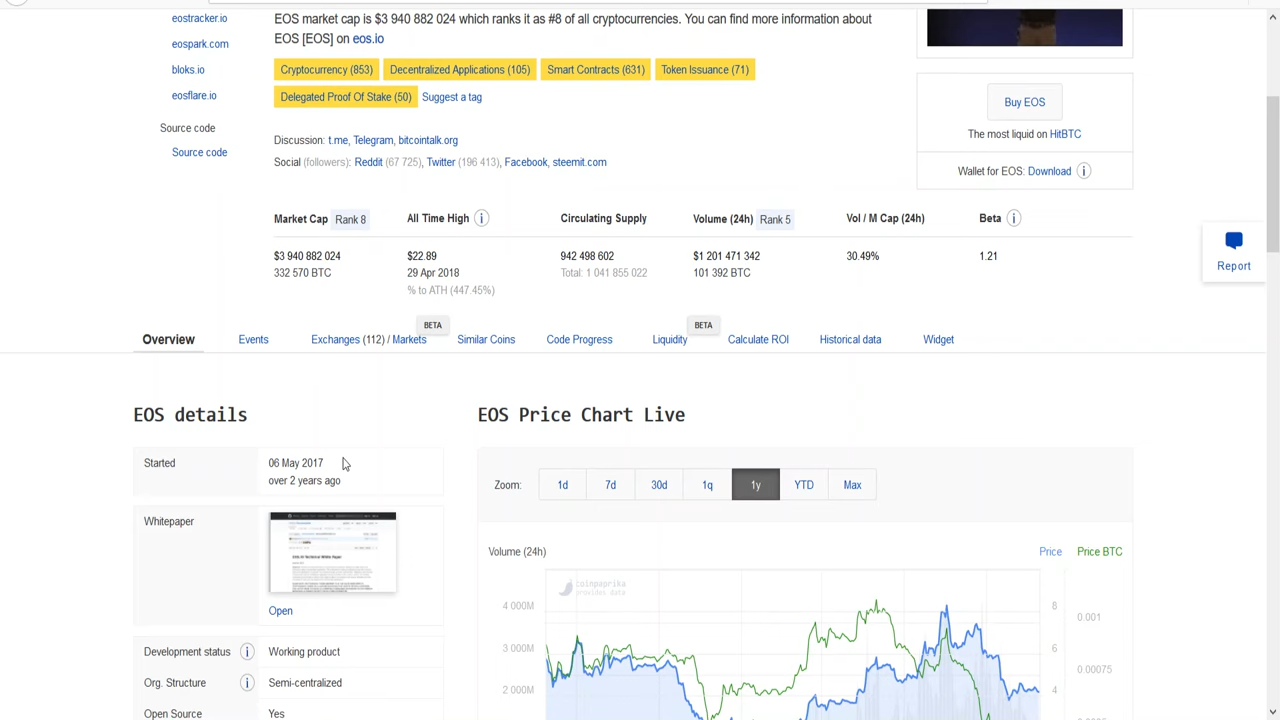 eostracker.io
eospark.com
bloks.io
eosflare.io
Source code
Source code
EOS market cap is $3 940 882 024 which ranks it as #8 of all cryptocurrencies. You can find more information about
EOS [EOS] on eos.io
Cryptocurrency (853) Decentralized Applications (105) Smart Contracts (631) Token Issuance (71)
Delegated Proof Of Stake (50) Suggest a tag
Discussion: t.me, Telegram, bitcointalk.org
Social (followers): Reddit (67 725), Twitter (196 413), Facebook, steemit.com
Buy EOS
The most liquid on HitBTC
Wallet for EOS: Download i
Report
Market Cap Rank 8 All Time High i Circulating Supply Volume (24h) Rank 5 Vol / M Cap (24h) Beta i
$3 940 882 024 $22.89 942 498 602 $1 201 471 342 30.49% 1.21
332 570 BTC 29 Apr 2018 Total: 1 041 855 022 101 392 BTC
% to ATH (447.45%)
BETA BETA
Overview Events Exchanges (112) / Markets Similar Coins Code Progress Liquidity Calculate ROI Historical data Widget
EOS details
Started 06 May 2017
over 2 years ago
Whitepaper
Open
Development status i Working product
Org. Structure i Semi-centralized
Open Source Yes
EOS Price Chart Live
Zoom: 1d 7d 30d 1q 1y YTD Max
Volume (24h) Price Price BTC
coinpaprika
provides data
4 000M 8 0.001
3 000M 6 0.00075
2 000M 4